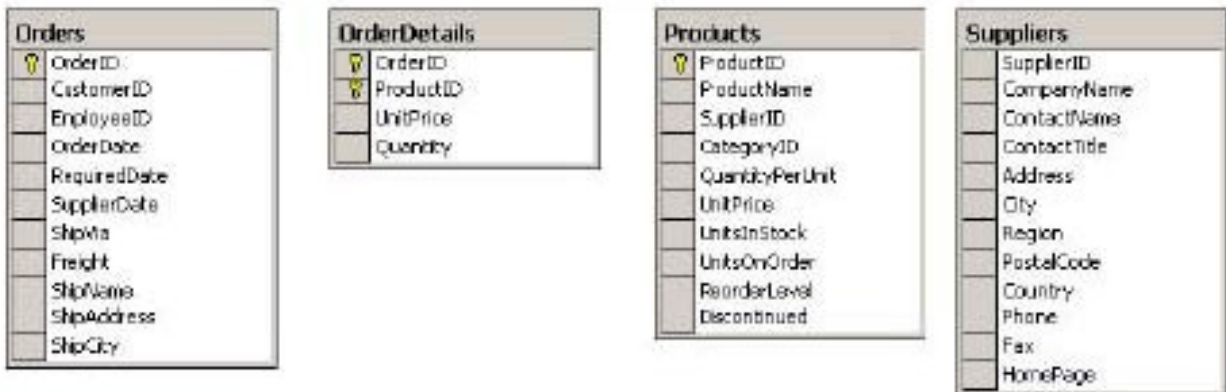 Orders
OrderID
CustomerID
EmployeeID
OrderDate
RequiredDate
SupplierDate
ShipVia
Freight
ShipName
ShipAddress
ShipCity
OrderDetails
OrderID
ProductID
UnitPrice
Quantity
Products
ProductID
ProductName
SupplierID
CategoryID
QuantityPerUnit
UnitPrice
UnitsInStock
UnitsOnOrder
ReorderLevel
Discontinued
Suppliers
SupplierID
CompanyName
ContactName
ContactTitle
Address
City
Region
PostalCode
Country
Phone
Fax
HomePage